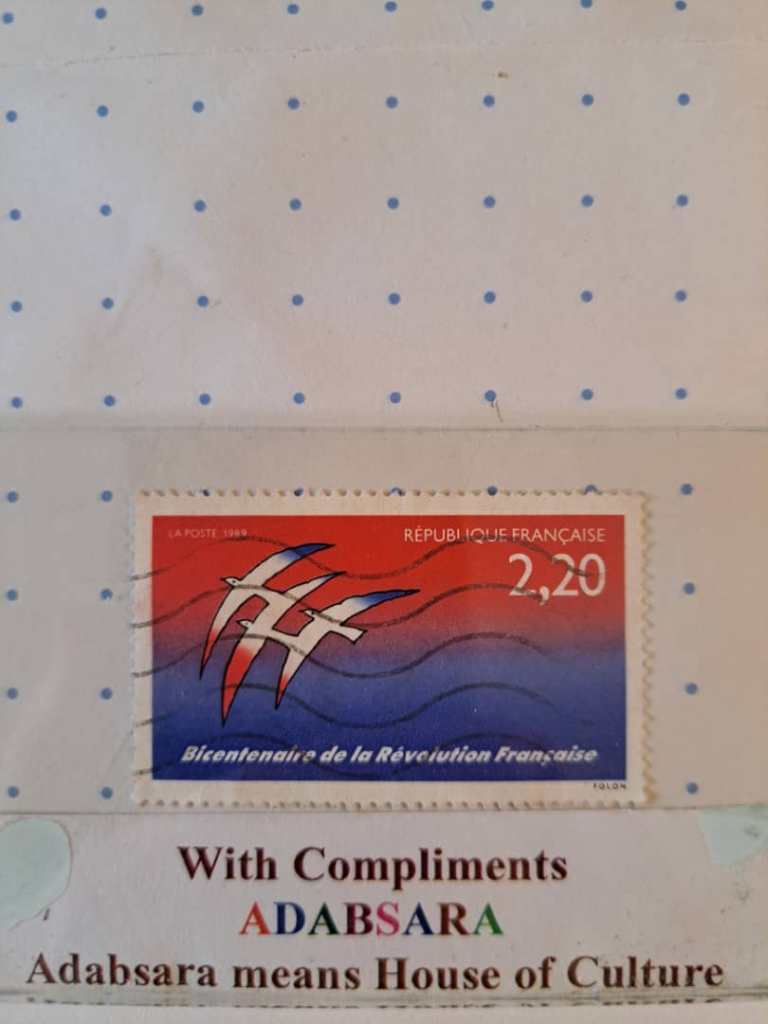 LA POSTE 1989
RÉPUBLIQUE FRANÇAISE
2,20
Bicentenaire de la Révolution Française
FOLON
With Compliments
ADABSARA
Adabsara means House of Culture